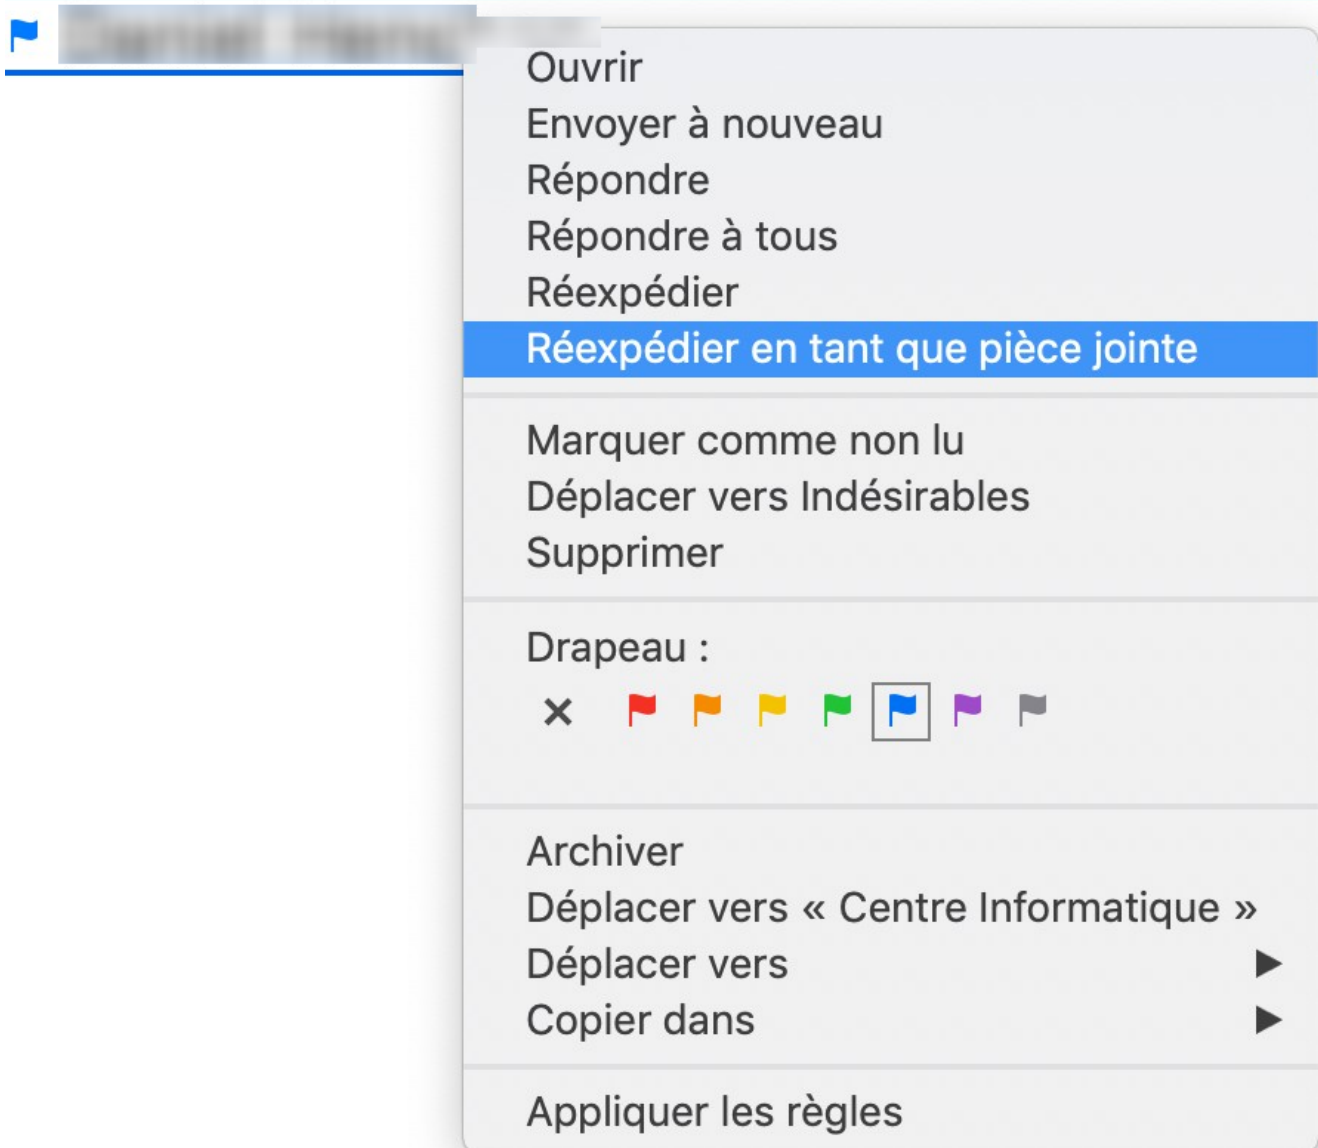 Ouvrir
Envoyer à nouveau
Répondre
Répondre à tous
Réexpédier
Réexpédier en tant que pièce jointe
Marquer comme non lu
Déplacer vers Indésirables
Supprimer
Drapeau :
Archiver
Déplacer vers « Centre Informatique »
Déplacer vers
Copier dans
Appliquer les règles